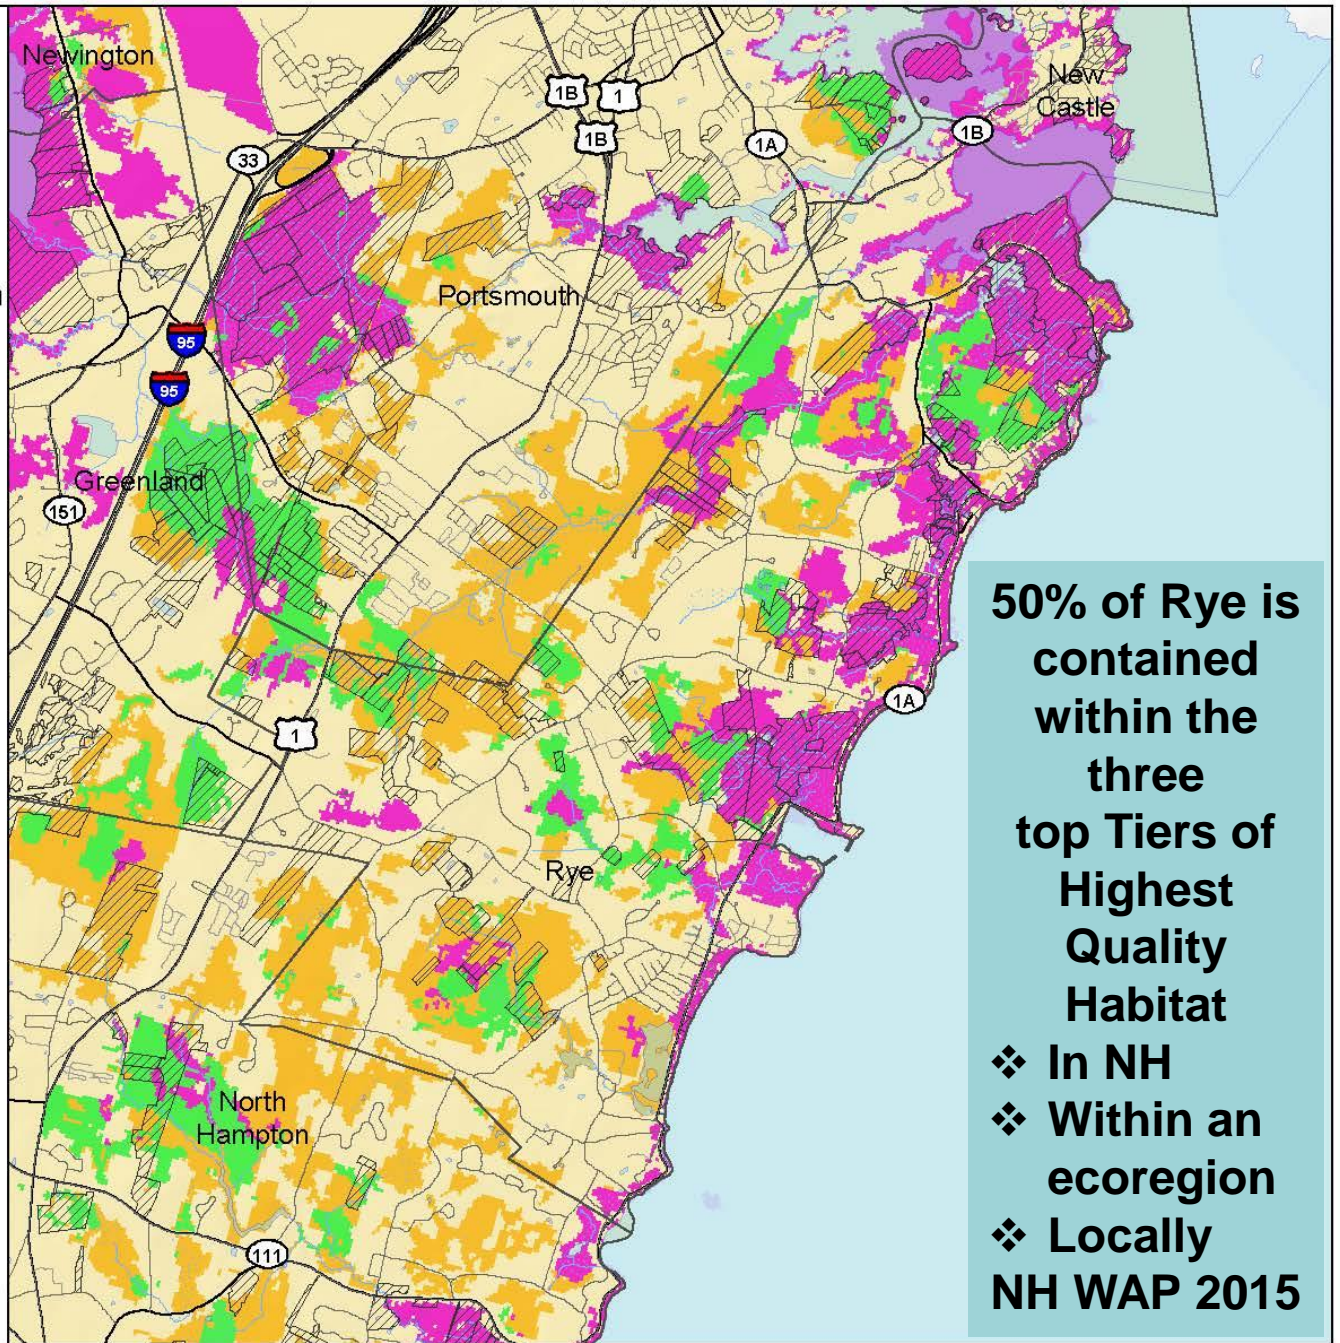 Newington
New
Castle
1B
1
1B
1A
1B
33
Portsmouth
95
95
Greenland
151
1A
1
Rye
North
Hampton
111
50% of Rye is
contained
within the
three
top Tiers of
Highest
Quality
Habitat
❖ In NH
❖ Within an
ecoregion
❖ Locally
NH WAP 2015